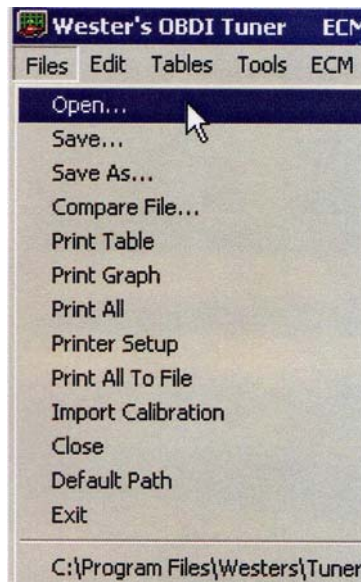 Wester's OBDI Tuner ECM
Files Edit Tables Tools ECM
Open...
Save...
Save As...
Compare File...
Print Table
Print Graph
Print All
Printer Setup
Print All To File
Import Calibration
Close
Default Path
Exit
C:\Program Files\Westers\Tuner